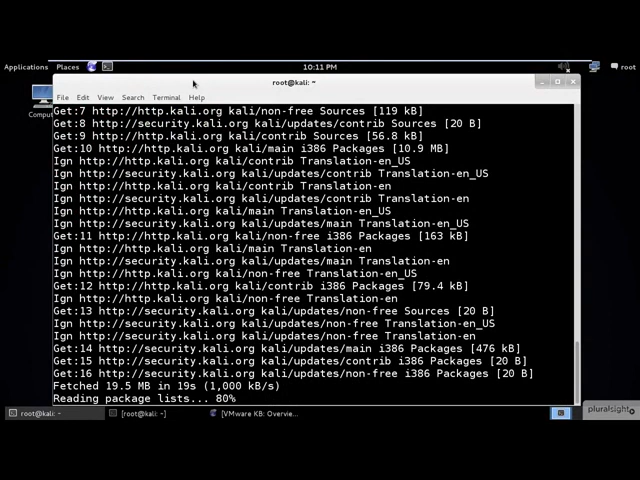 Applications Places 10:11 PM root
Comput
root@kali: ~
File Edit View Search Terminal Help
Get:7 http://http.kali.org kali/non-free Sources [119 kB]
Get:8 http://security.kali.org kali/updates/contrib Sources [20 B]
Get:9 http://http.kali.org kali/contrib Sources [56.8 kB]
Get:10 http://http.kali.org kali/main i386 Packages [10.9 MB]
Ign http://http.kali.org kali/contrib Translation-en_US
Ign http://security.kali.org kali/updates/contrib Translation-en_US
Ign http://http.kali.org kali/contrib Translation-en
Ign http://security.kali.org kali/updates/contrib Translation-en
Ign http://http.kali.org kali/main Translation-en_US
Ign http://security.kali.org kali/updates/main Translation-en_US
Get:11 http://http.kali.org kali/non-free i386 Packages [163 kB]
Ign http://http.kali.org kali/main Translation-en
Ign http://security.kali.org kali/updates/main Translation-en
Ign http://http.kali.org kali/non-free Translation-en_US
Get:12 http://http.kali.org kali/contrib i386 Packages [79.4 kB]
Ign http://http.kali.org kali/non-free Translation-en
Get:13 http://security.kali.org kali/updates/non-free Sources [20 B]
Ign http://security.kali.org kali/updates/non-free Translation-en_US
Ign http://security.kali.org kali/updates/non-free Translation-en
Get:14 http://security.kali.org kali/updates/main i386 Packages [476 kB]
Get:15 http://security.kali.org kali/updates/contrib i386 Packages [20 B]
Get:16 http://security.kali.org kali/updates/non-free i386 Packages [20 B]
Fetched 19.5 MB in 19s (1,000 kB/s)
Reading package lists... 80%
root@kali: ~ [root@kali: ~] [VMware KB: Overvie... pluralsight